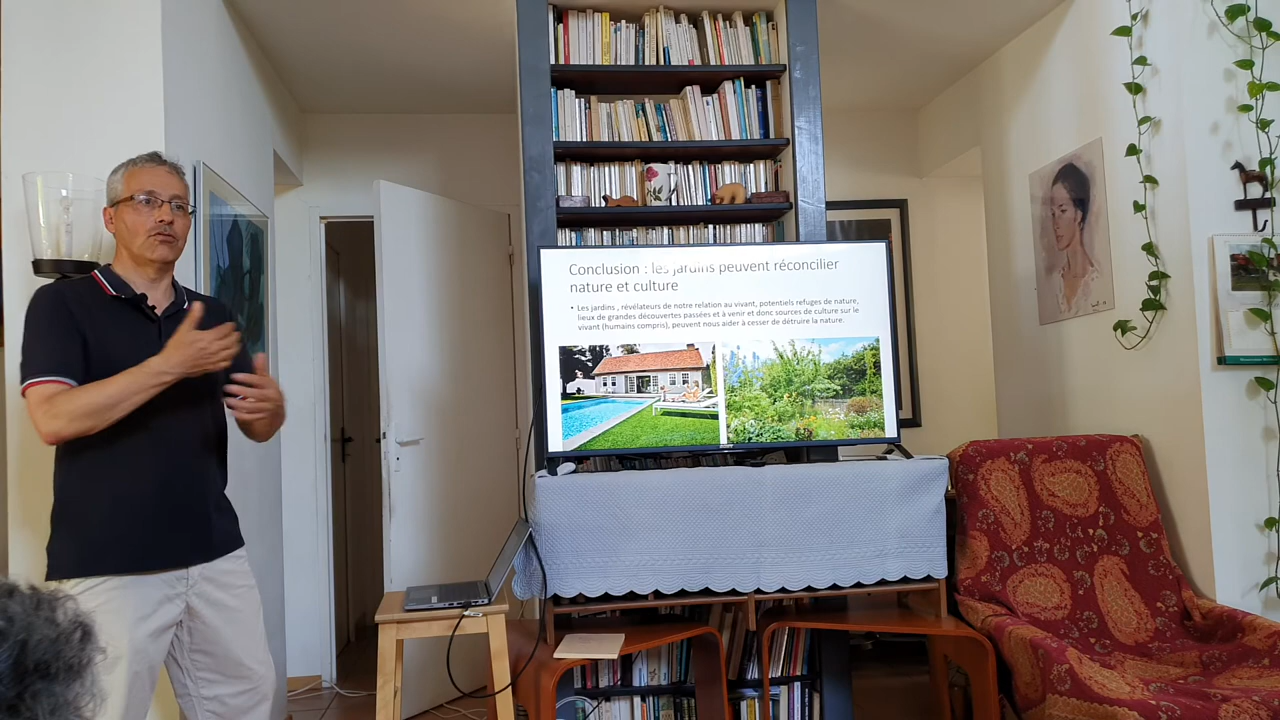 Conclusion : les jardins peuvent réconcilier
nature et culture
• Les jardins , révélateurs de notre relation au vivant, potentiels refuges de nature,
lieux de grandes découvertes passées et à venir et donc sources de culture sur le
vivant (humains compris), peuvent nous aider à cesser de détruire la nature.